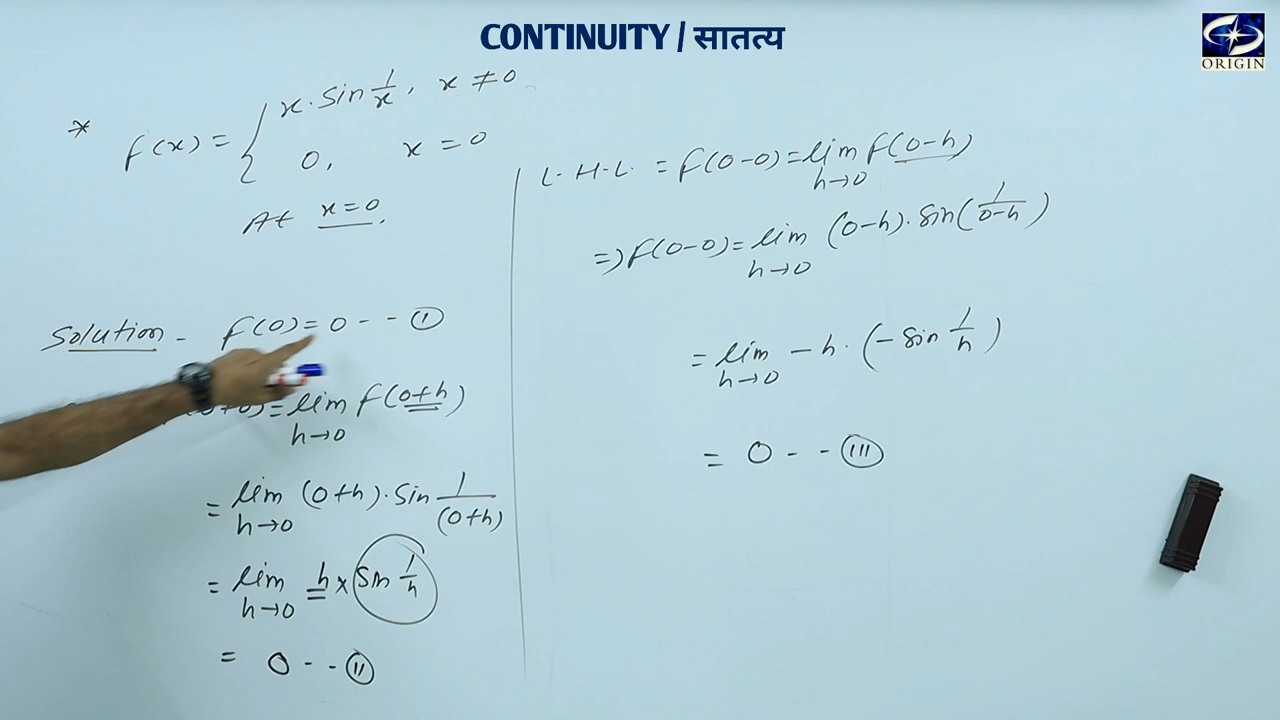 CONTINUITY / सातत्य
ORIGIN
* f(x) = { x · sin 1/x , x ≠ 0
0, x = 0
At x = 0.
Solution - f(0) = 0 - - (I)
= lim h→0 f(0+h)
= lim h→0 (0+h) · sin 1/(0+h)
= lim h→0 h × sin 1/h
= 0 - - (II)
L.H.L. = f(0-0) = lim h→0 f(0-h)
=> f(0-0) = lim h→0 (0-h) · sin(1/0-h)
= lim h→0 - h · (- sin 1/h)
= 0 - - (III)